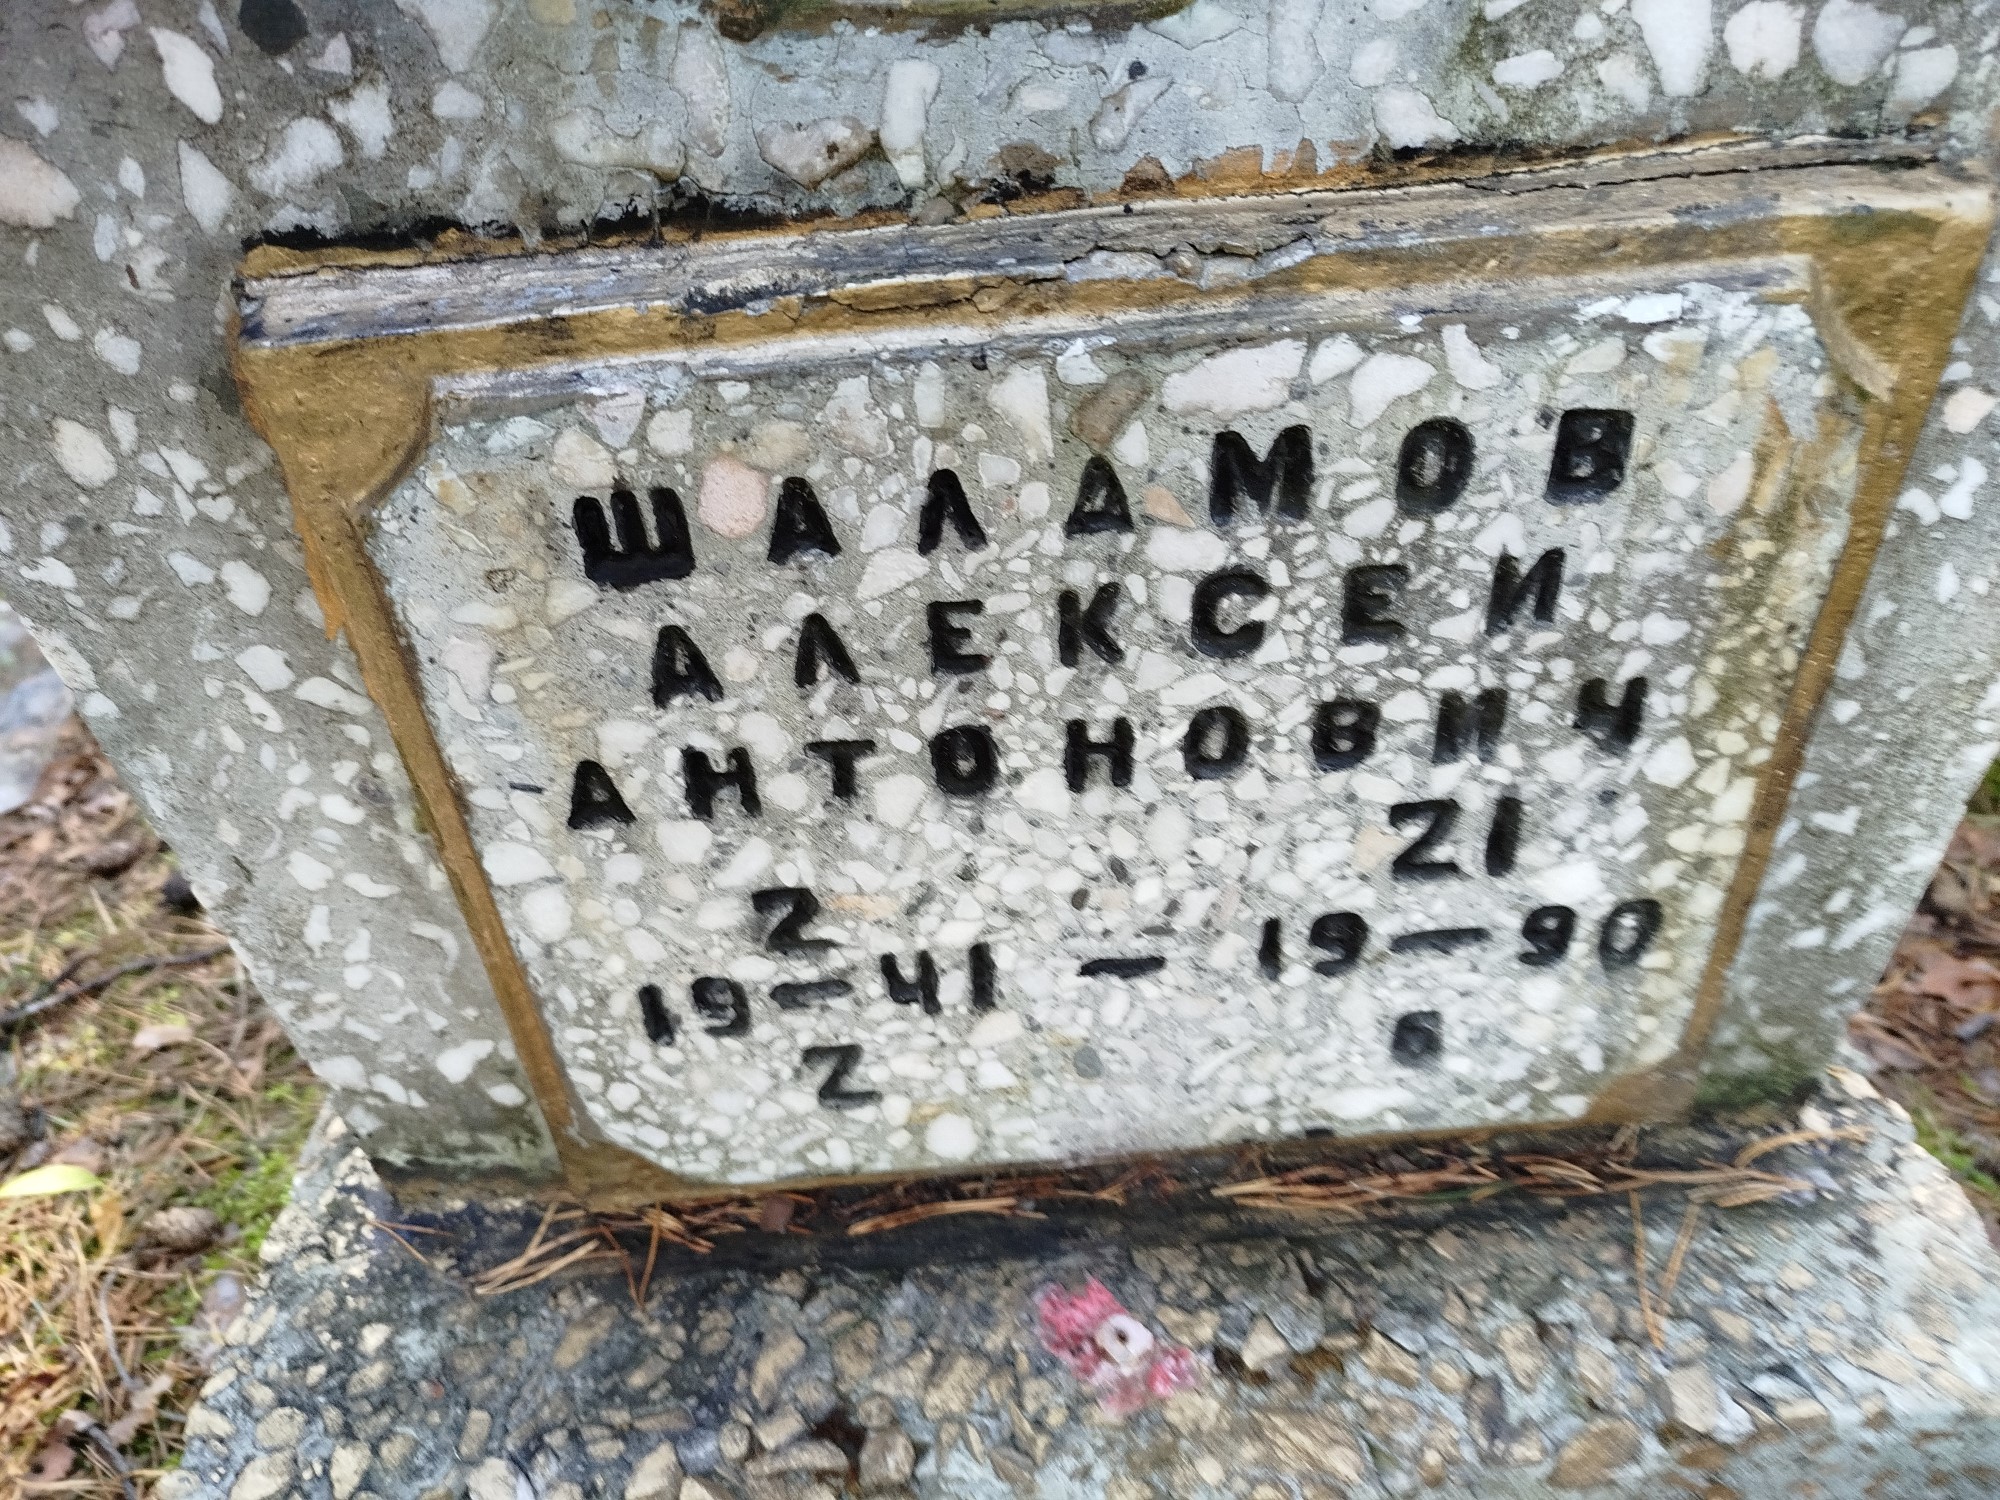 ШАЛАМОВ
АЛЕКСЕИ
АНТОНОВИЧ
2 21
19—41 — 19—90
2 6